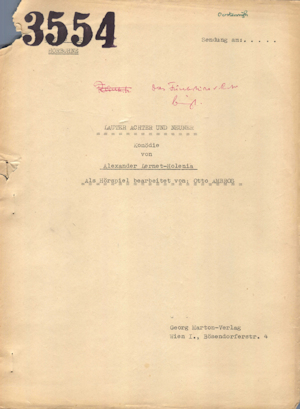 3554
Sendung am:.....
LAUTER ACHTER UND NEUNER
Komödie
von
Alexander Lernet-Holenia
Als Hörspiel bearbeitet von: Otto AMBROS
Georg Marton-Verlag
Wien I., Bösendorferstr. 4